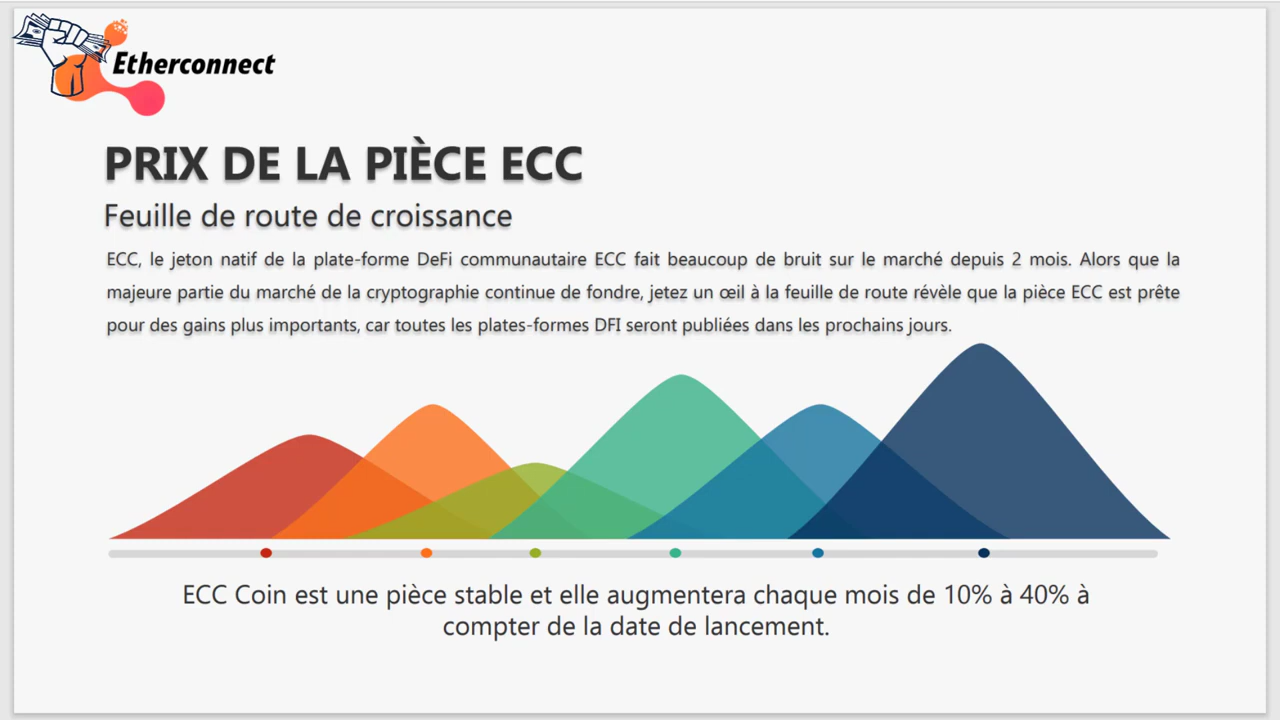 Etherconnect
PRIX DE LA PIÈCE ECC
Feuille de route de croissance
ECC, le jeton natif de la plate-forme DeFi communautaire ECC fait beaucoup de bruit sur le marché depuis 2 mois. Alors que la
majeure partie du marché de la cryptographie continue de fondre, jetez un œil à la feuille de route révèle que la pièce ECC est prête
pour des gains plus importants, car toutes les plates-formes DFI seront publiées dans les prochains jours.
ECC Coin est une pièce stable et elle augmentera chaque mois de 10% à 40% à
compter de la date de lancement.